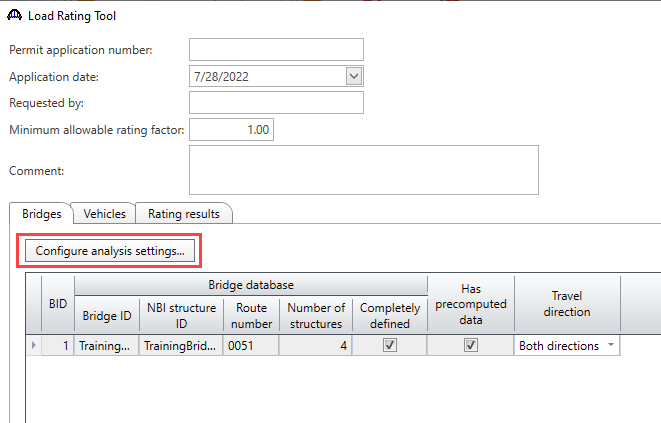 Load Rating Tool
Permit application number:
Application date: 7/28/2022
Requested by:
Minimum allowable rating factor: 1.00
Comment:
Bridges Vehicles Rating results
Configure analysis settings...
BID Bridge database Has precomputed data Travel direction
Bridge ID NBI structure ID Route number Number of structures Completely defined
1 Training... TrainingBrid... 0051 4 Both directions